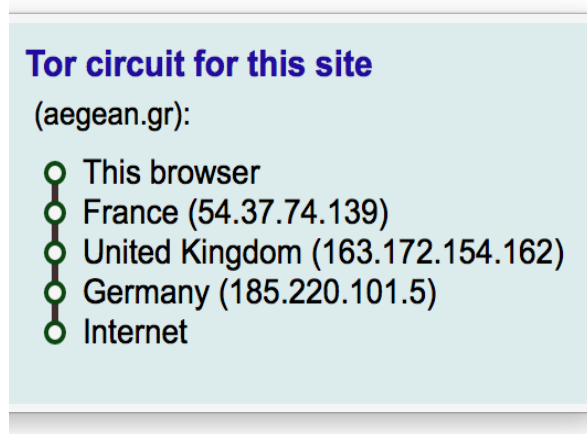 Tor circuit for this site
(aegean.gr):
This browser
France (54.37.74.139)
United Kingdom (163.172.154.162)
Germany (185.220.101.5)
Internet